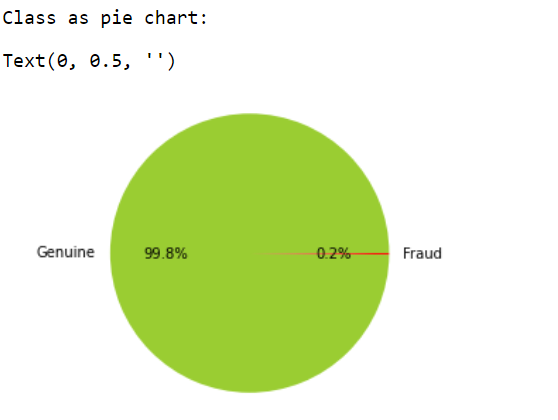 Class as pie chart:
Text(0, 0.5, '')
Genuine 99.8% 0.2% Fraud